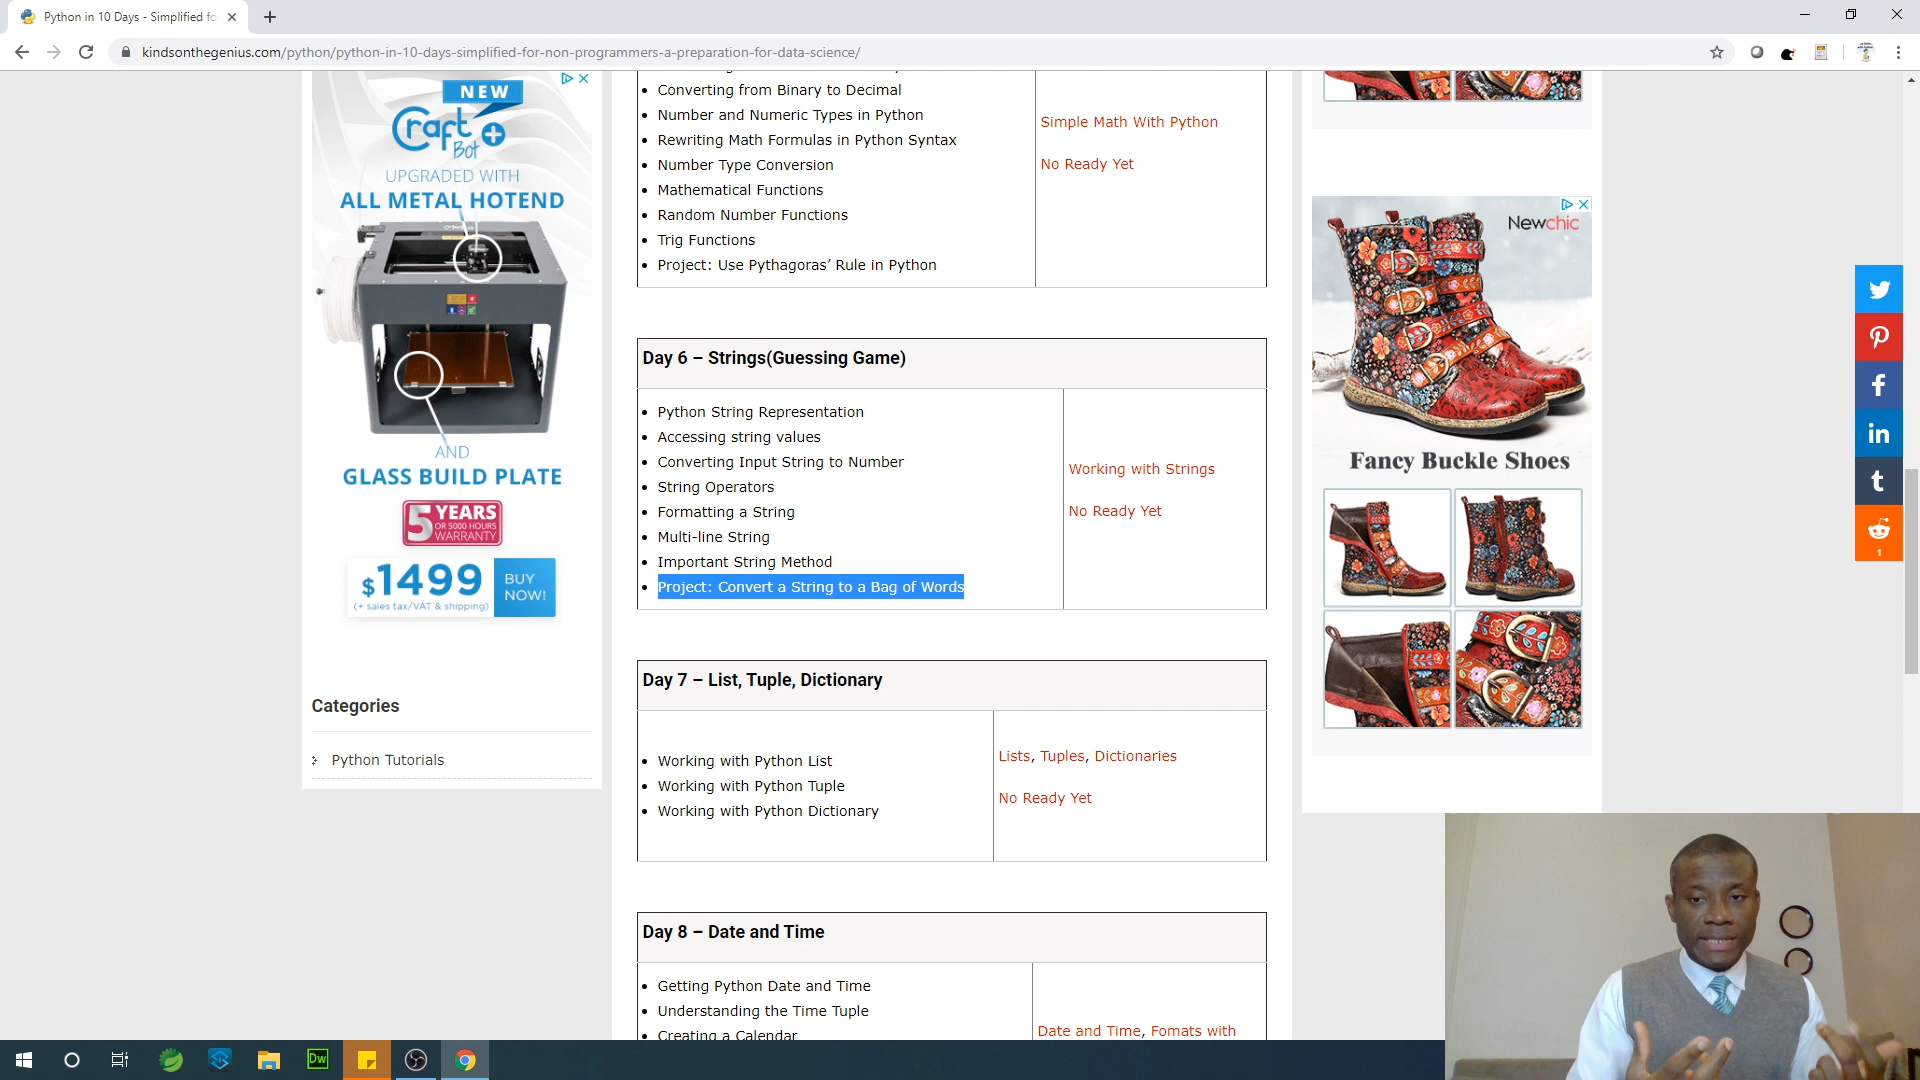 Python in 10 Days - Simplified fo
kindsonthegenius.com/python/python-in-10-days-simplified-for-non-programmers-a-preparation-for-data-science/
NEW
Craft
Bot
UPGRADED WITH
ALL METAL HOTEND
AND
GLASS BUILD PLATE
5 YEARS
OR 5000 HOURS
WARRANTY
$1499
(+ sales tax/VAT & shipping)
BUY
NOW!
Categories
Python Tutorials
Converting from Binary to Decimal
Number and Numeric Types in Python
Rewriting Math Formulas in Python Syntax
Number Type Conversion
Mathematical Functions
Random Number Functions
Trig Functions
Project: Use Pythagoras’ Rule in Python
Simple Math With Python
No Ready Yet
Day 6 – Strings(Guessing Game)
Python String Representation
Accessing string values
Converting Input String to Number
String Operators
Formatting a String
Multi-line String
Important String Method
Project: Convert a String to a Bag of Words
Working with Strings
No Ready Yet
Day 7 – List, Tuple, Dictionary
Working with Python List
Working with Python Tuple
Working with Python Dictionary
Lists, Tuples, Dictionaries
No Ready Yet
Day 8 – Date and Time
Getting Python Date and Time
Understanding the Time Tuple
Creating a Calendar
Date and Time, Fomats with
Newchic
Fancy Buckle Shoes
1
Dw